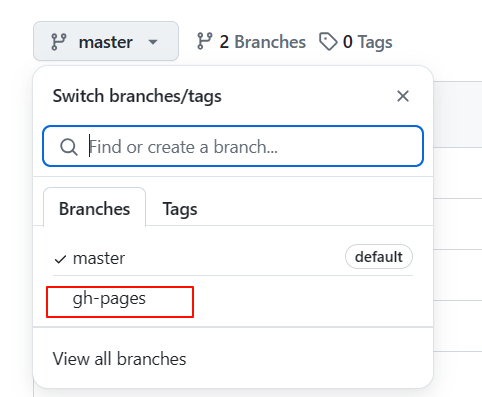 master 2 Branches 0 Tags
Switch branches/tags
Find or create a branch...
Branches Tags
master default
gh-pages
View all branches